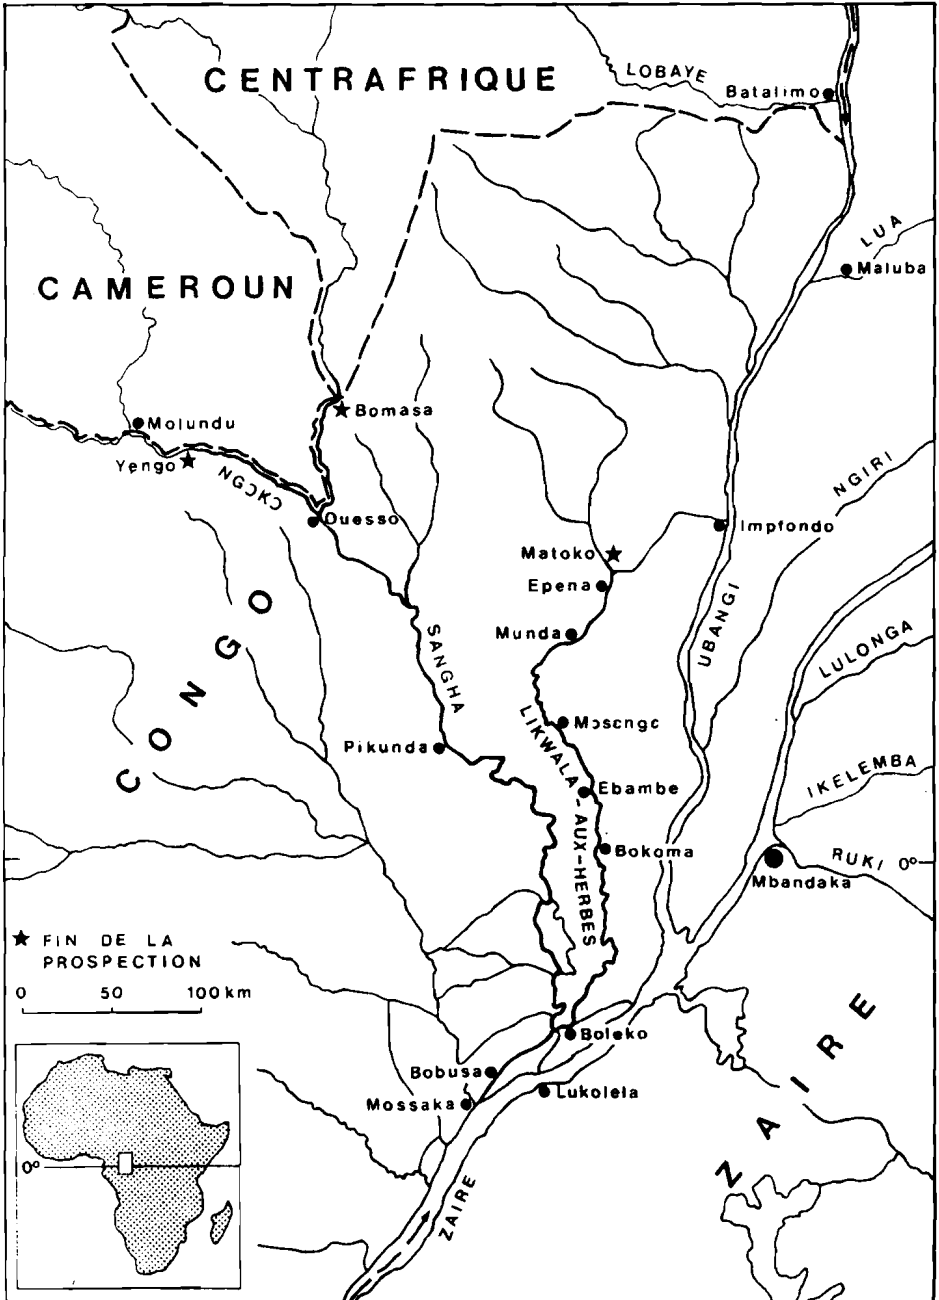 CENTRAFRIQUE
LOBAYE
Batalimo
LUA
Maluba
CAMEROUN
Molundu
Bomasa
Yengo
NGOKO
Ouesso
NGIRI
Impfondo
Matoko
Epena
Munda
UBANGI
CONGO
SANGHA
LULONGA
LIKWALA-AUX-HERBES
Mosengo
Pikunda
Ebambe
IKELEMBA
Bokoma
RUKI
0°
Mbandaka
★ FIN DE LA
PROSPECTION
0 50 100 km
Boleko
ZAIRE
Bobusa
Lukolela
Mossaka
0°
ZAIRE